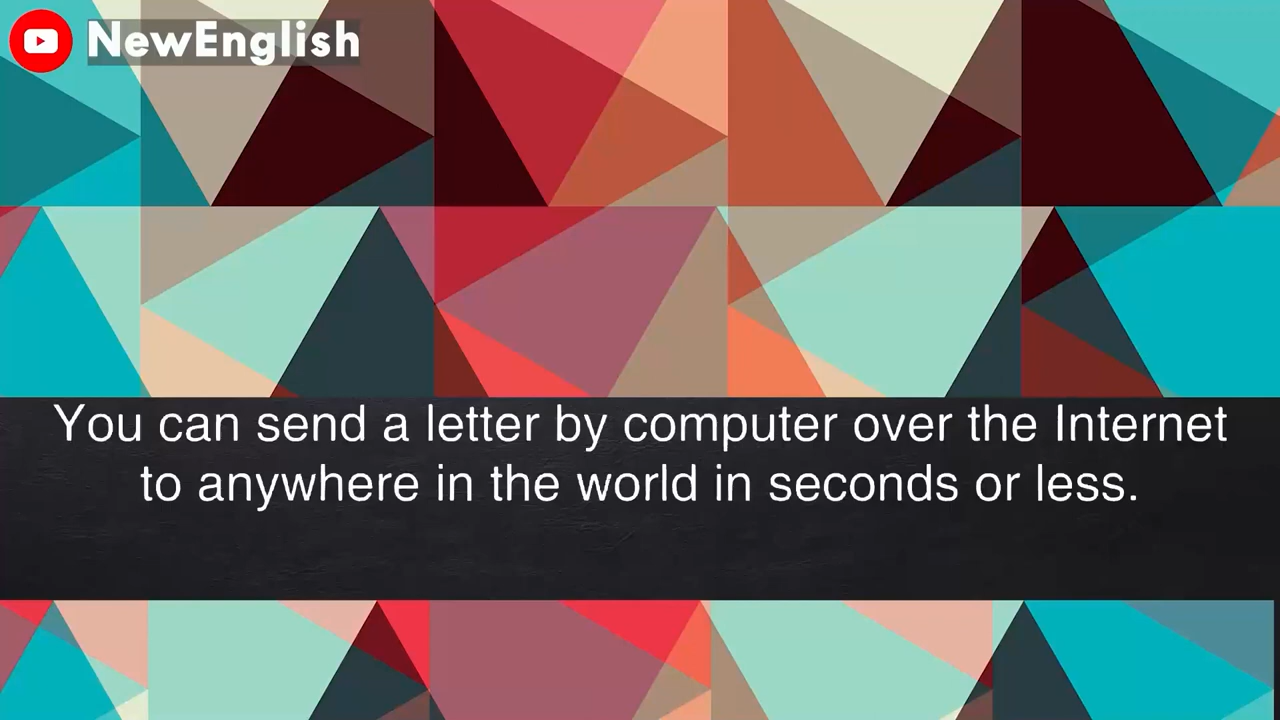 NewEnglish
You can send a letter by computer over the Internet
to anywhere in the world in seconds or less.